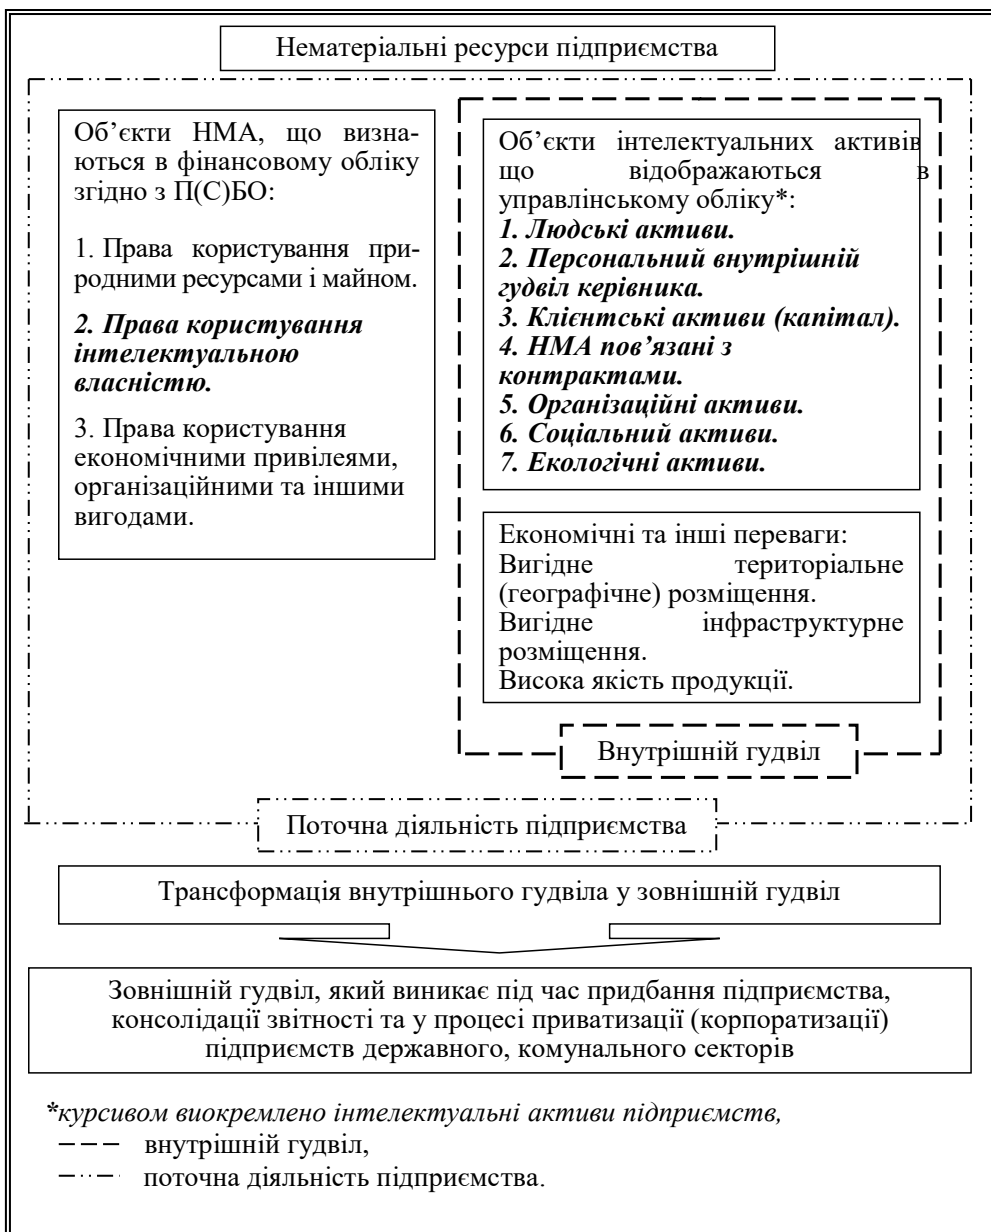 Нематеріальні ресурси підприємства
Об’єкти НМА, що визна-
ються в фінансовому обліку
згідно з П(С)БО:
1. Права користування при-
родними ресурсами і майном.
2. Права користування
інтелектуальною
власністю.
3. Права користування
економічними привілеями,
організаційними та іншими
вигодами.
Об’єкти інтелектуальних активів
що відображаються в
управлінському обліку*:
1. Людські активи.
2. Персональний внутрішній
гудвіл керівника.
3. Клієнтські активи (капітал).
4. НМА пов’язані з
контрактами.
5. Організаційні активи.
6. Соціальний активи.
7. Екологічні активи.
Економічні та інші переваги:
Вигідне територіальне
(географічне) розміщення.
Вигідне інфраструктурне
розміщення.
Висока якість продукції.
Внутрішній гудвіл
Поточна діяльність підприємства
Трансформація внутрішнього гудвіла у зовнішній гудвіл
Зовнішній гудвіл, який виникає під час придбання підприємства,
консолідації звітності та у процесі приватизації (корпоратизації)
підприємств державного, комунального секторів
*курсивом виокремлено інтелектуальні активи підприємств,
внутрішній гудвіл,
поточна діяльність підприємства.